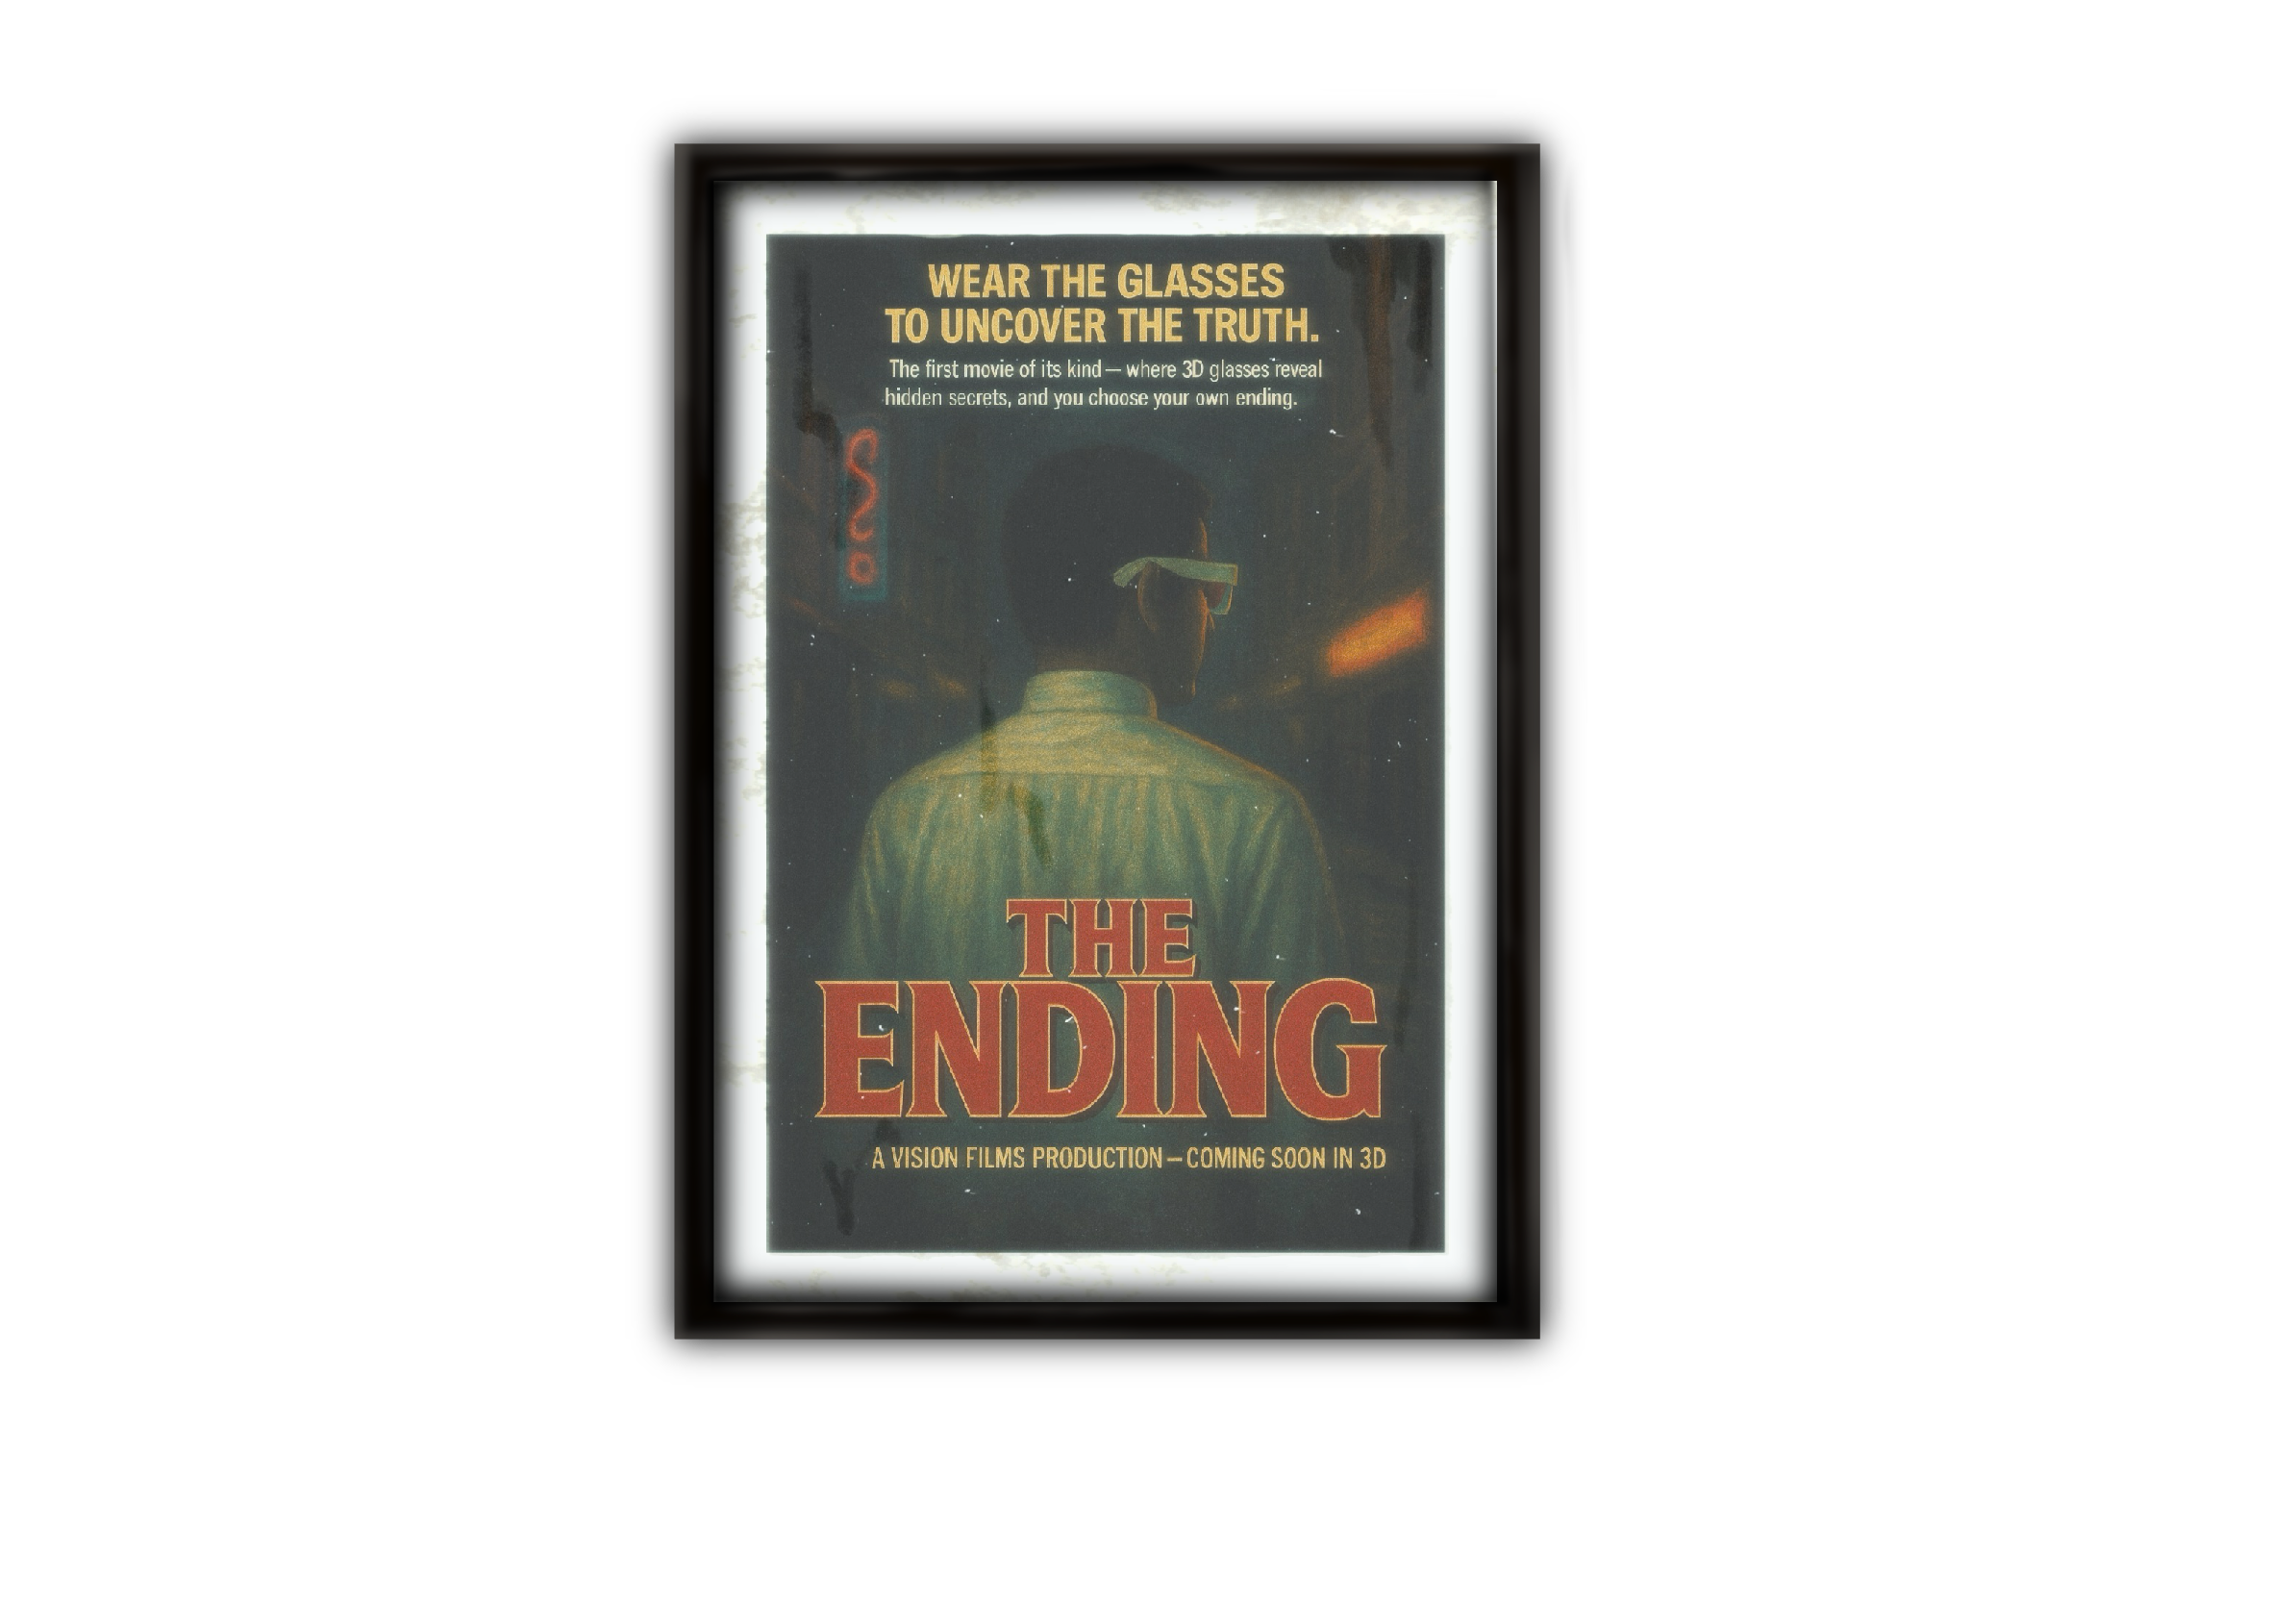 WEAR THE GLASSES
TO UNCOVER THE TRUTH.
The first movie of its kind — where 3D glasses reveal
hidden secrets, and you choose your own ending.
THE
ENDING
A VISION FILMS PRODUCTION — COMING SOON IN 3D